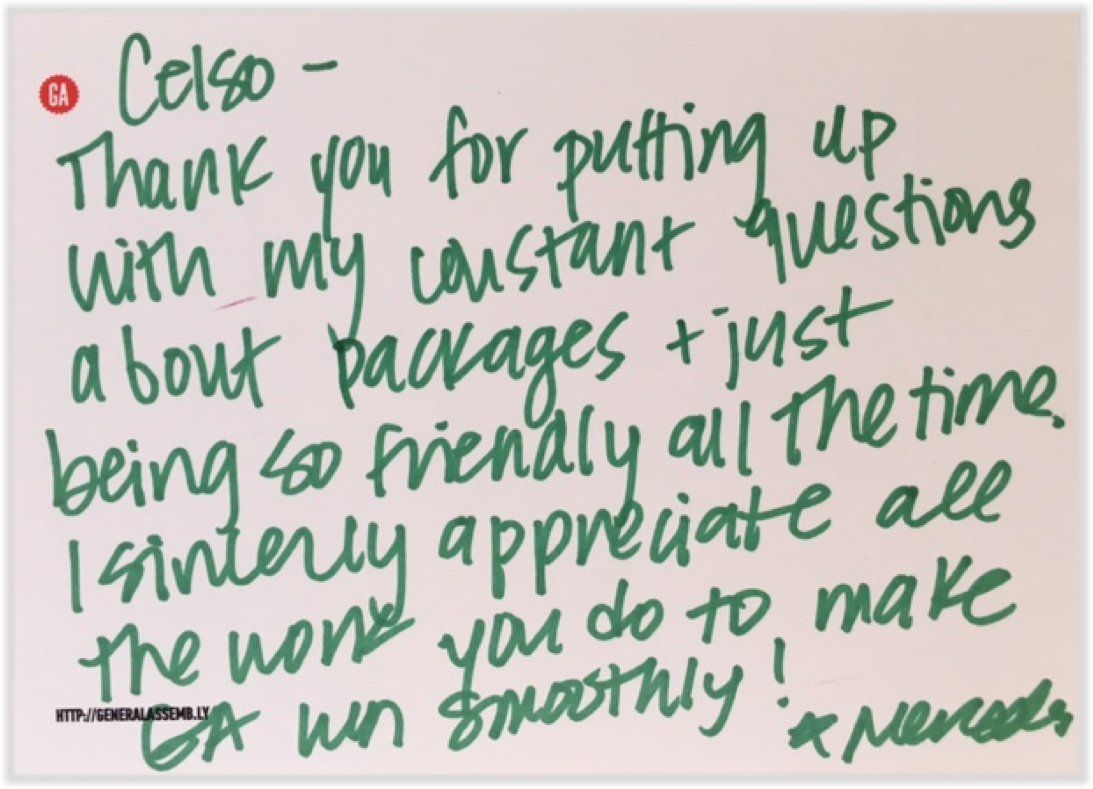 GA
Celso -
Thank you for putting up
with my constant questions
about packages + just
being so friendly all the time.
I sincerly appreciate all
the work you do to make
HTTP://GENERALASSEMB.LY
GA run smoothly!
* Mercedes